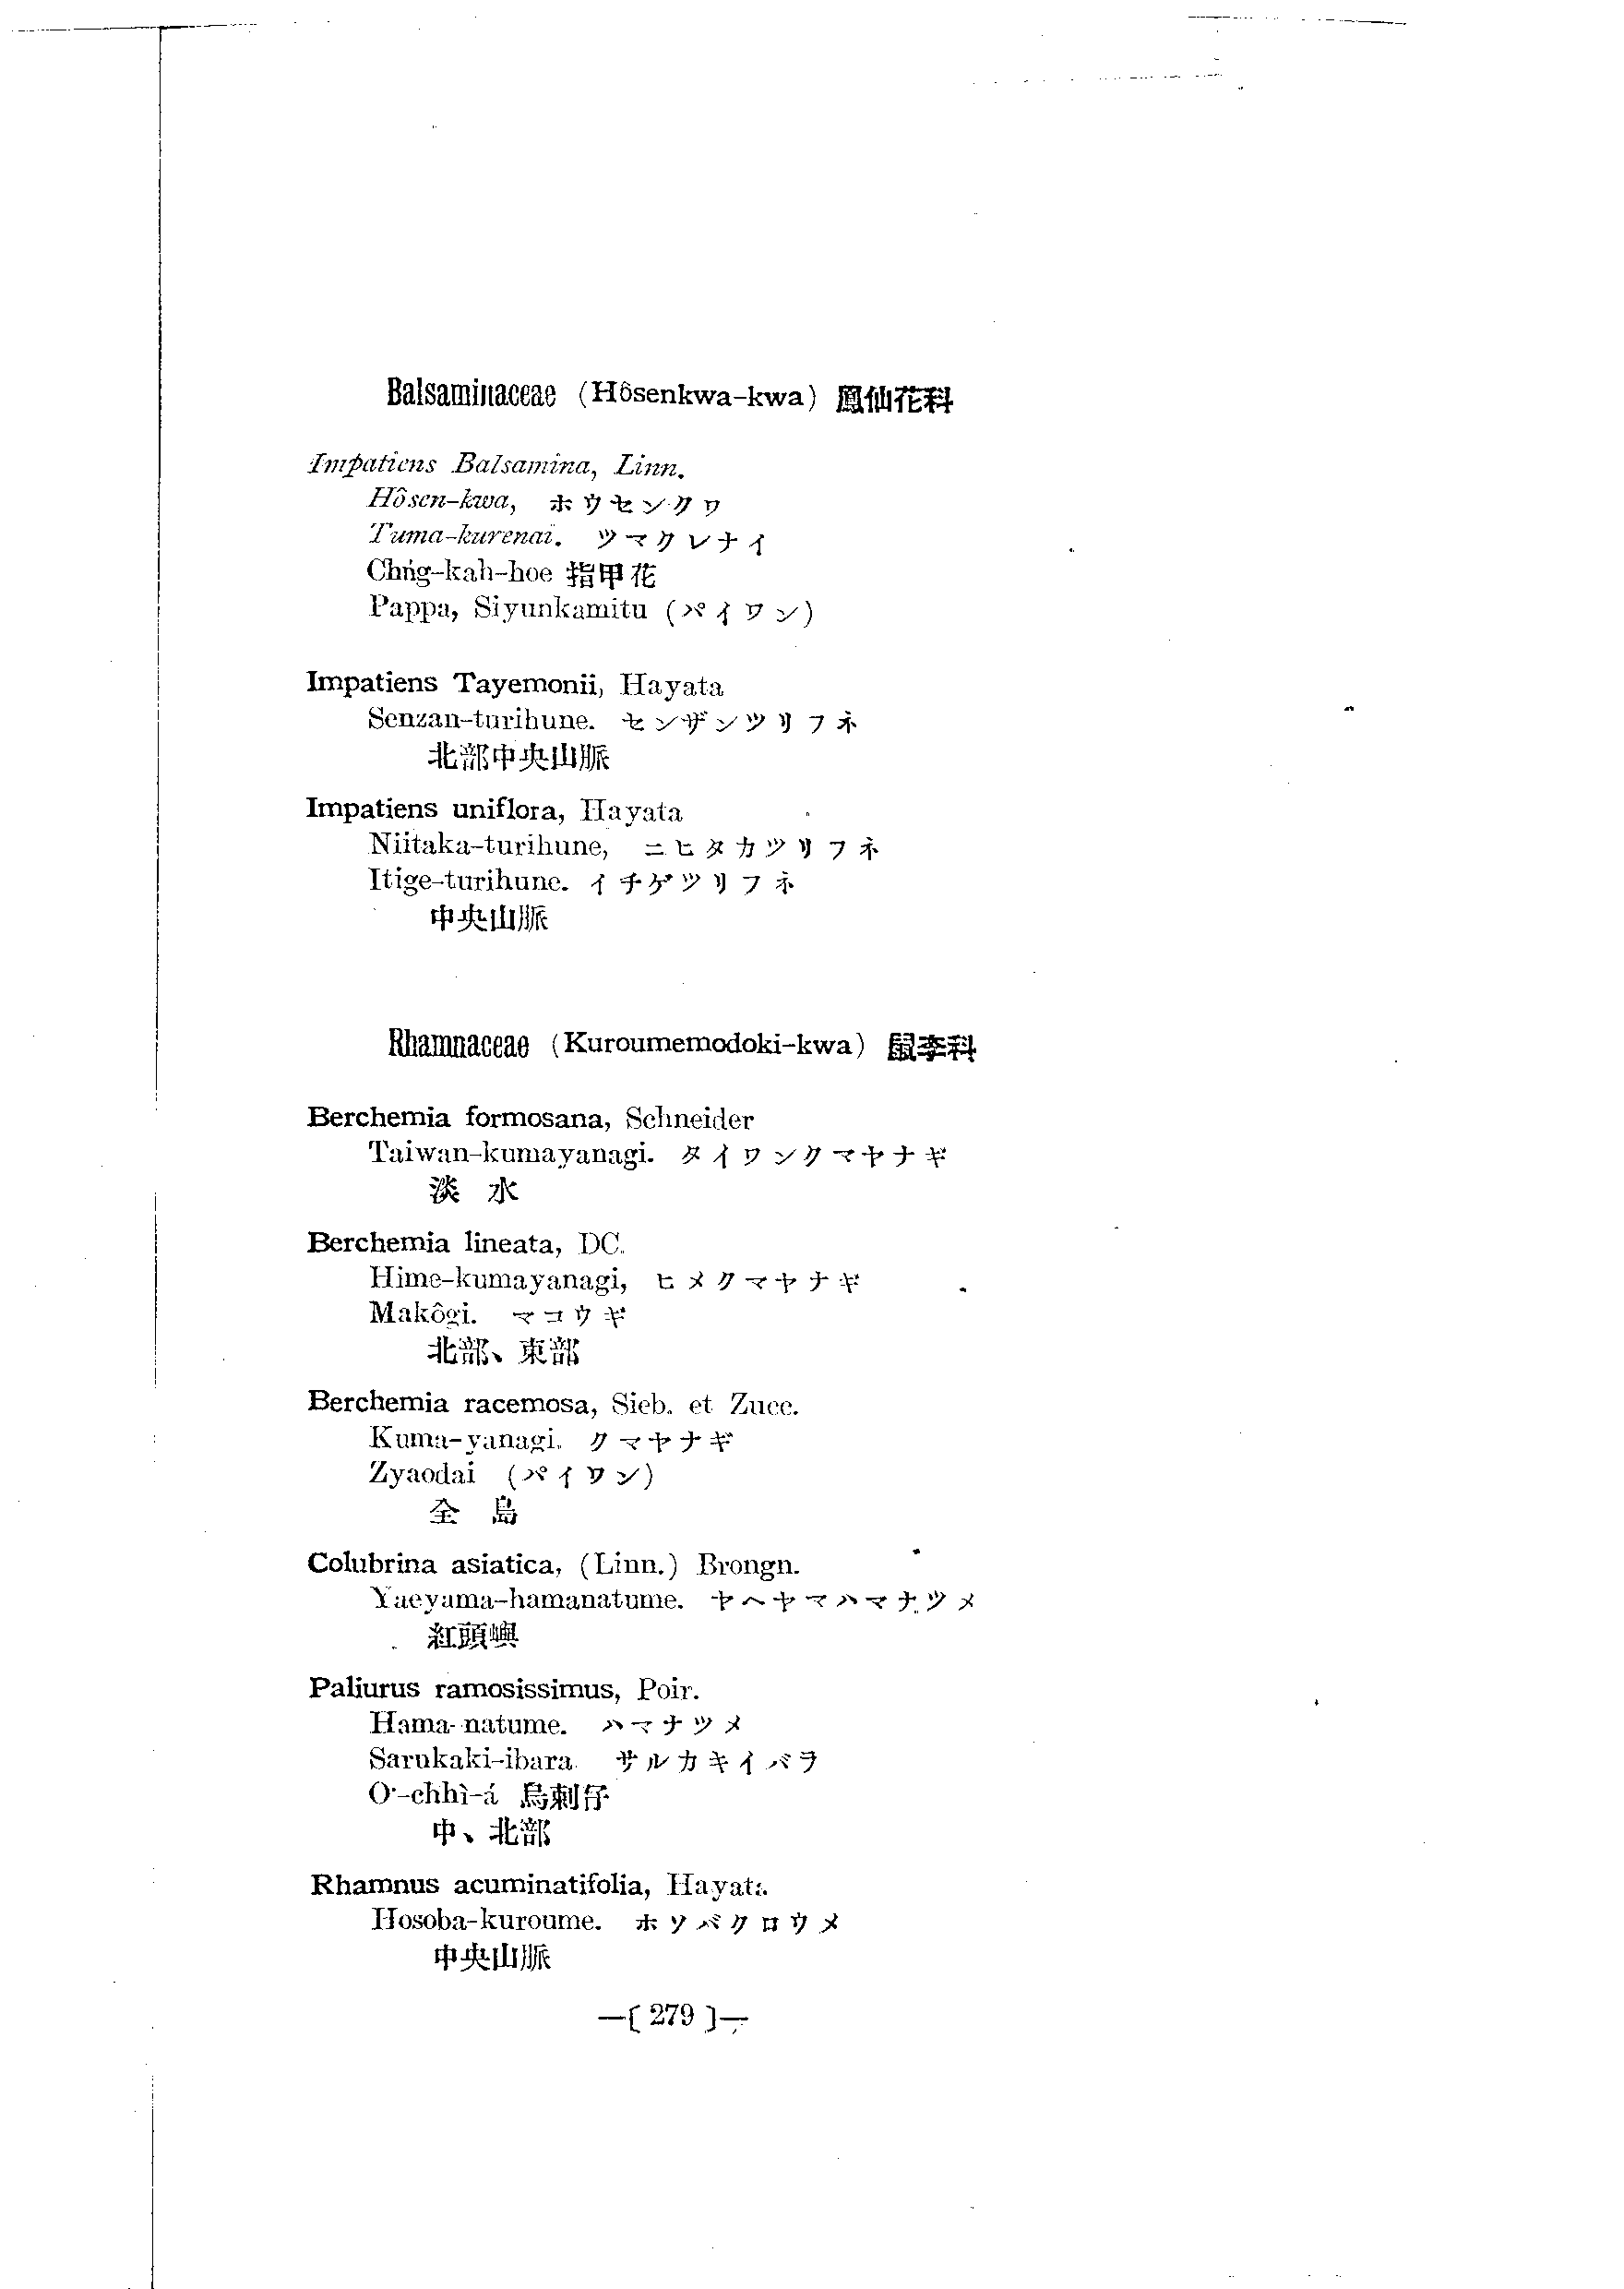 Balsaminaceae (Hôsenkwa-kwa) 鳳仙花科
Impatiens Balsamina, Linn.
Hôsen-kwa, ホウセンクワ
Tuma-kurenai. ツマクレナイ
Chńg-kah-hoe 指甲花
Pappa, Siyunkamitu (パイワン)
Impatiens Tayemonii, Hayata
Senzan-turihune. センザンツリフネ
北部中央山脈
Impatiens uniflora, Hayata
Niitaka-turihune, ニヒタカツリフネ
Itige-turihune. イチゲツリフネ
中央山脈
Rhamnaceae (Kuroumemodoki-kwa) 鼠李科
Berchemia formosana, Schneider
Taiwan-kumayanagi. タイワンクマヤナギ
淡 水
Berchemia lineata, DC.
Hime-kumayanagi, ヒメクマヤナギ
Makôgi. マコウギ
北部、東部
Berchemia racemosa, Sieb. et Zucc.
Kuma-yanagi. クマヤナギ
Zyaodai (パイワン)
全 島
Colubrina asiatica, (Linn.) Brongn.
Yaeyama-hamanatume. ヤヘヤマハマナツメ
紅頭嶼
Paliurus ramosissimus, Poir.
Hama-natume. ハマナツメ
Sarukaki-ibara. サルカキイバラ
O·-chhì-á 烏刺仔
中、北部
Rhamnus acuminatifolia, Hayata
Hosoba-kuroume. ホソバクロウメ
中央山脈
—[ 279 ]—